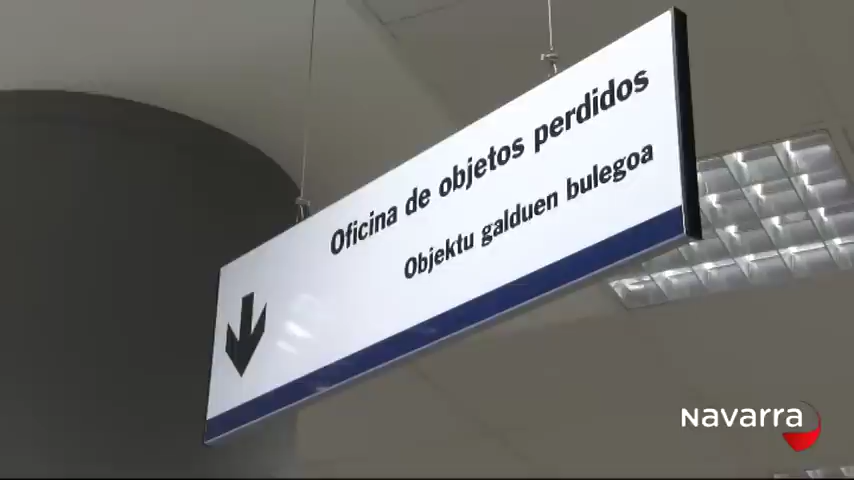 Oficina de objetos perdidos
Objektu galduen bulegoa
Navarra